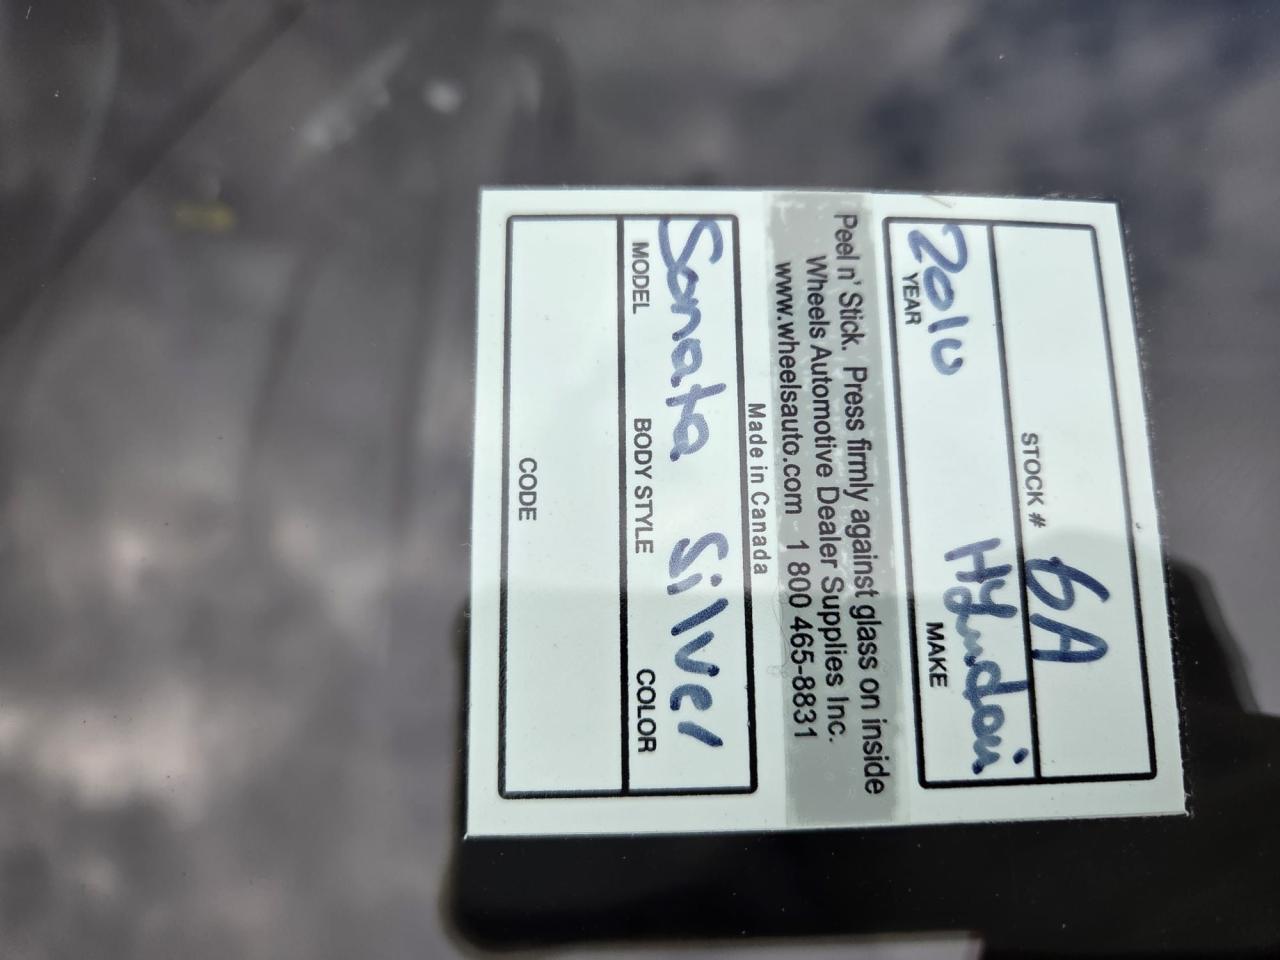 6A
STOCK #
2010 Hyundai
YEAR MAKE
Peel n' Stick. Press firmly against glass on inside
Wheels Automotive Dealer Supplies Inc.
www.wheelsauto.com 1 800 465-8831
Made in Canada
Sonata Silver
MODEL BODY STYLE COLOR
CODE